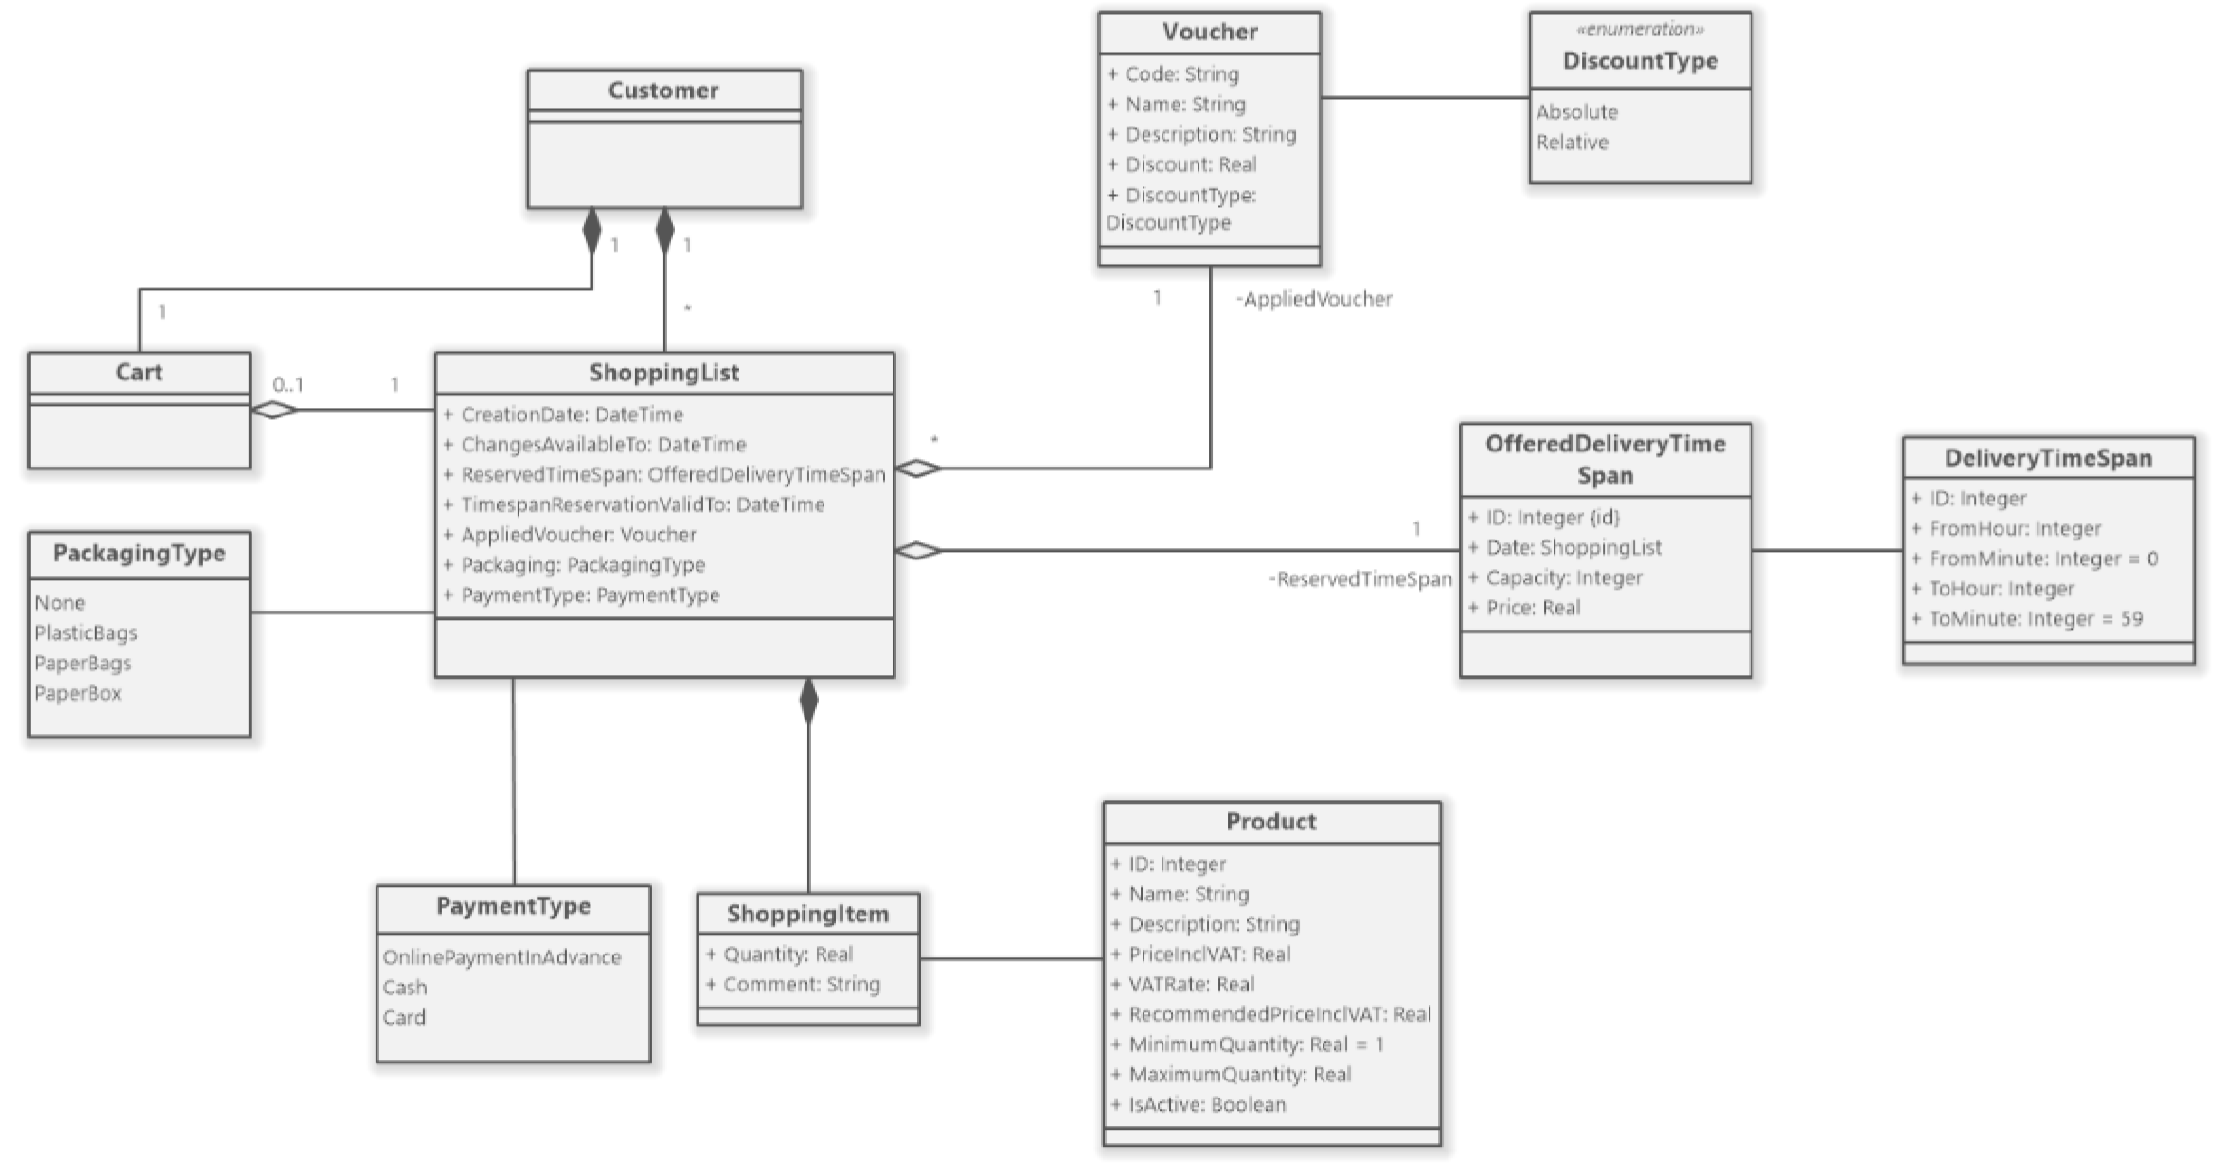 Customer
1
1
1
*
Voucher
+ Code: String
+ Name: String
+ Description: String
+ Discount: Real
+ DiscountType:
DiscountType
«enumeration»
DiscountType
Absolute
Relative
1
-AppliedVoucher
Cart
0..1
1
ShoppingList
+ CreationDate: DateTime
+ ChangesAvailableTo: DateTime
+ ReservedTimeSpan: OfferedDeliveryTimeSpan
+ TimespanReservationValidTo: DateTime
+ AppliedVoucher: Voucher
+ Packaging: PackagingType
+ PaymentType: PaymentType
*
1
-ReservedTimeSpan
OfferedDeliveryTime
Span
+ ID: Integer {id}
+ Date: ShoppingList
+ Capacity: Integer
+ Price: Real
DeliveryTimeSpan
+ ID: Integer
+ FromHour: Integer
+ FromMinute: Integer = 0
+ ToHour: Integer
+ ToMinute: Integer = 59
PackagingType
None
PlasticBags
PaperBags
PaperBox
PaymentType
OnlinePaymentInAdvance
Cash
Card
ShoppingItem
+ Quantity: Real
+ Comment: String
Product
+ ID: Integer
+ Name: String
+ Description: String
+ PriceInclVAT: Real
+ VATRate: Real
+ RecommendedPriceInclVAT: Real
+ MinimumQuantity: Real = 1
+ MaximumQuantity: Real
+ IsActive: Boolean